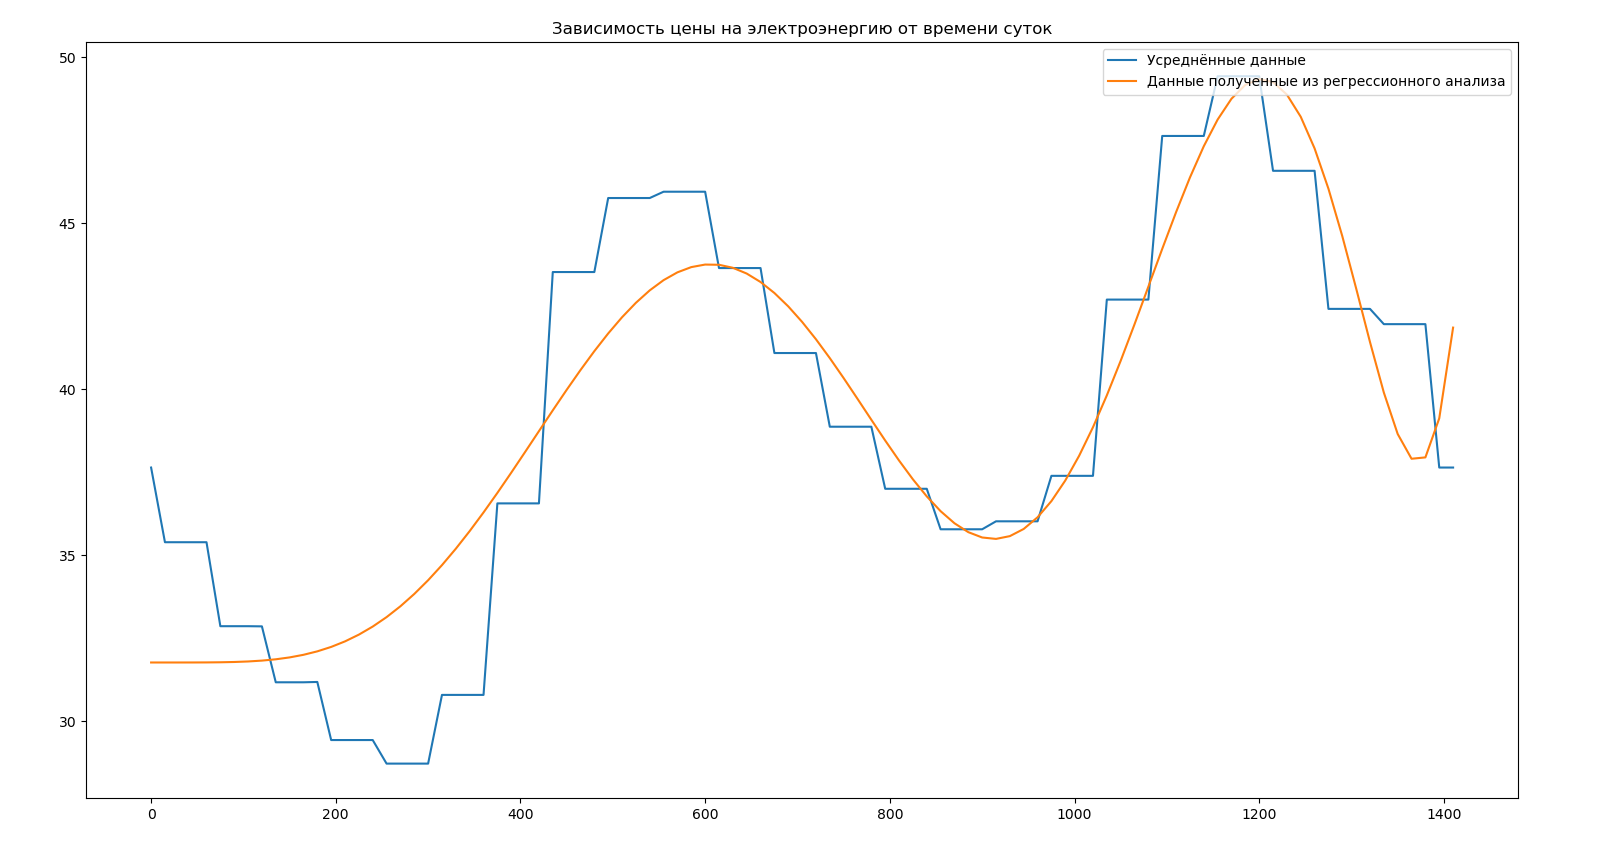 Зависимость цены на электроэнергию от времени суток
Усреднённые данные
Данные полученные из регрессионного анализа
50
45
40
35
30
0 200 400 600 800 1000 1200 1400